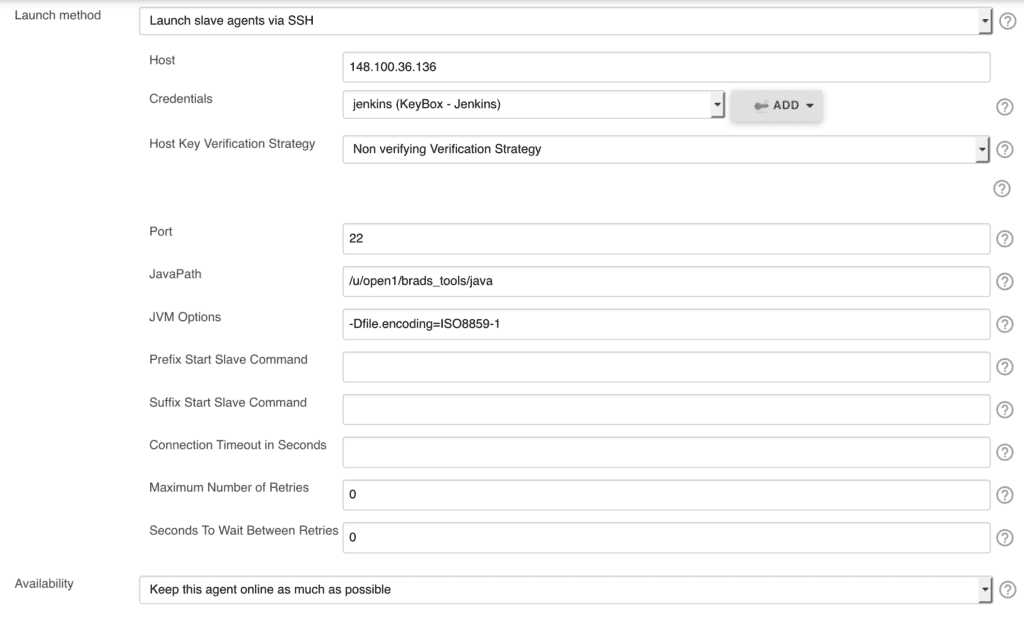 Launch method Launch slave agents via SSH
Host 148.100.36.136
Credentials jenkins (KeyBox - Jenkins) ADD
Host Key Verification Strategy Non verifying Verification Strategy
Port 22
JavaPath /u/open1/brads_tools/java
JVM Options -Dfile.encoding=ISO8859-1
Prefix Start Slave Command
Suffix Start Slave Command
Connection Timeout in Seconds
Maximum Number of Retries 0
Seconds To Wait Between Retries 0
Availability Keep this agent online as much as possible